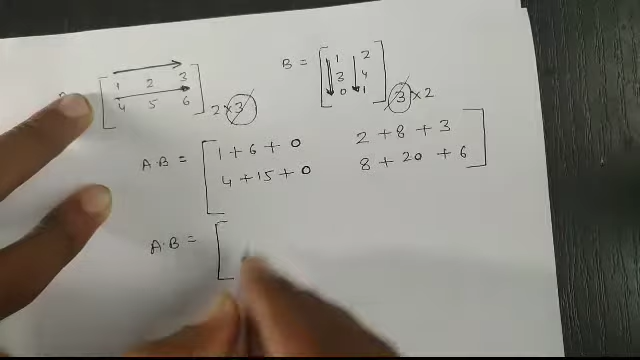 [1 2 3
4 5 6] 2×3
B = [1 2
3 4
0 1] 3×2
AB = [1+6+0 2+8+3
4+15+0 8+20+6]
A·B = [